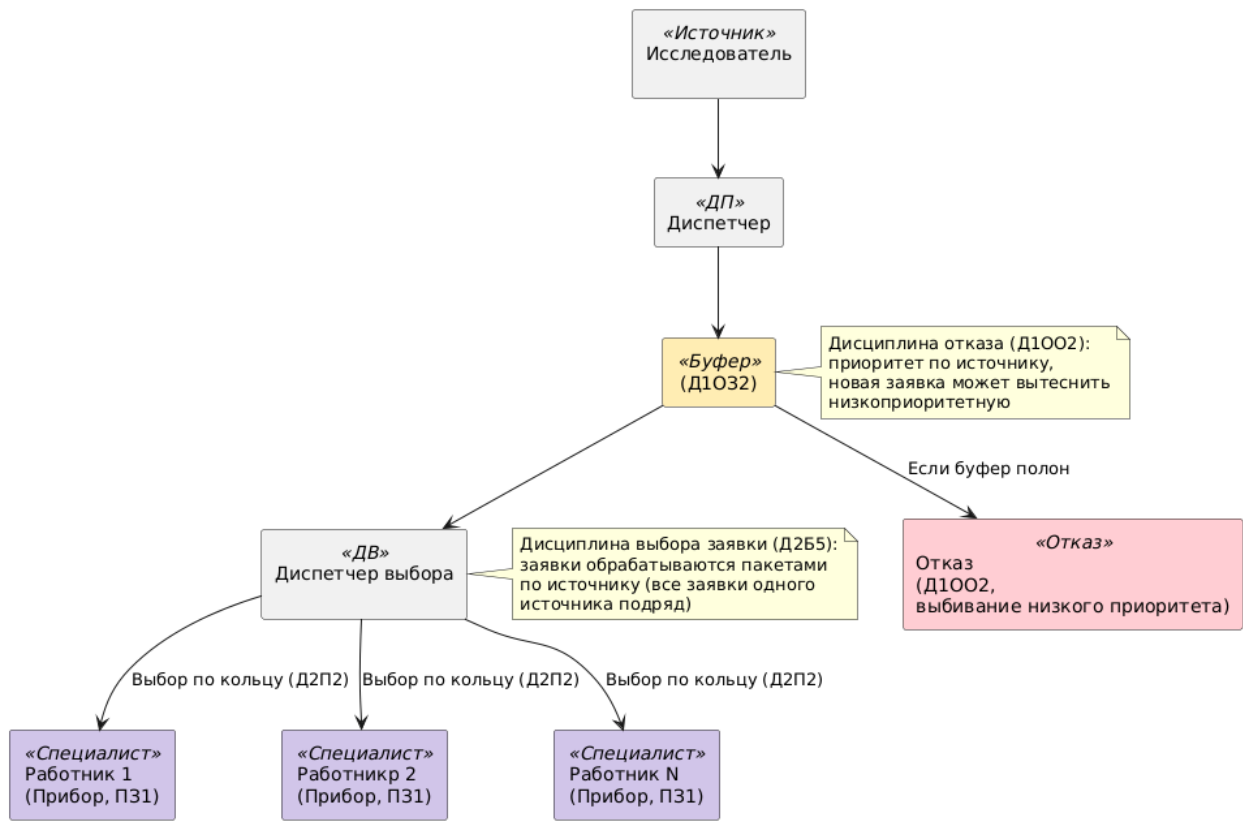 «Источник»
Исследователь
«ДП»
Диспетчер
«Буфер»
(Д1ОЗ2)
Дисциплина отказа (Д1ОО2):
приоритет по источнику,
новая заявка может вытеснить
низкоприоритетную
Если буфер полон
«ДВ»
Диспетчер выбора
Дисциплина выбора заявки (Д2Б5):
заявки обрабатываются пакетами
по источнику (все заявки одного
источника подряд)
«Отказ»
Отказ
(Д1ОО2,
выбивание низкого приоритета)
Выбор по кольцу (Д2П2)
Выбор по кольцу (Д2П2)
Выбор по кольцу (Д2П2)
«Специалист»
Работник 1
(Прибор, ПЗ1)
«Специалист»
Работникр 2
(Прибор, ПЗ1)
«Специалист»
Работник N
(Прибор, ПЗ1)